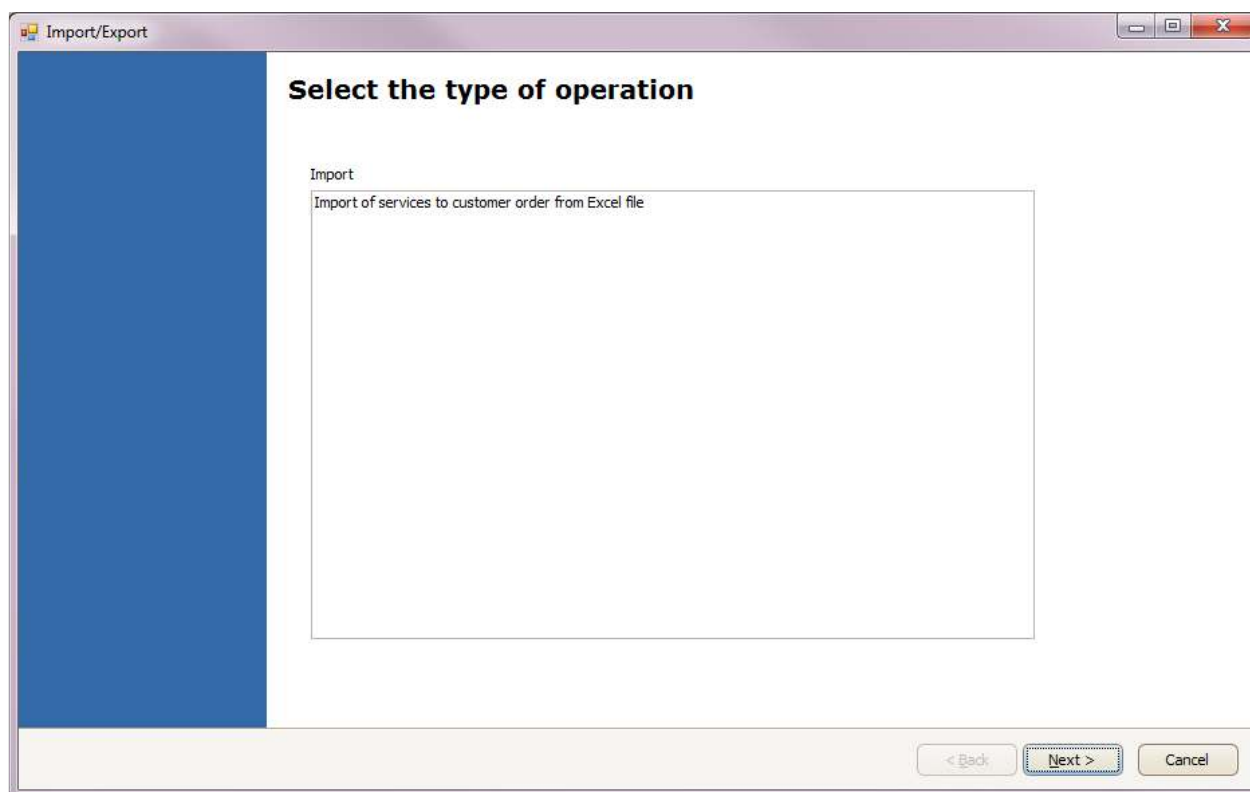 Import/Export
Select the type of operation
Import
Import of services to customer order from Excel file
< Back
Next >
Cancel